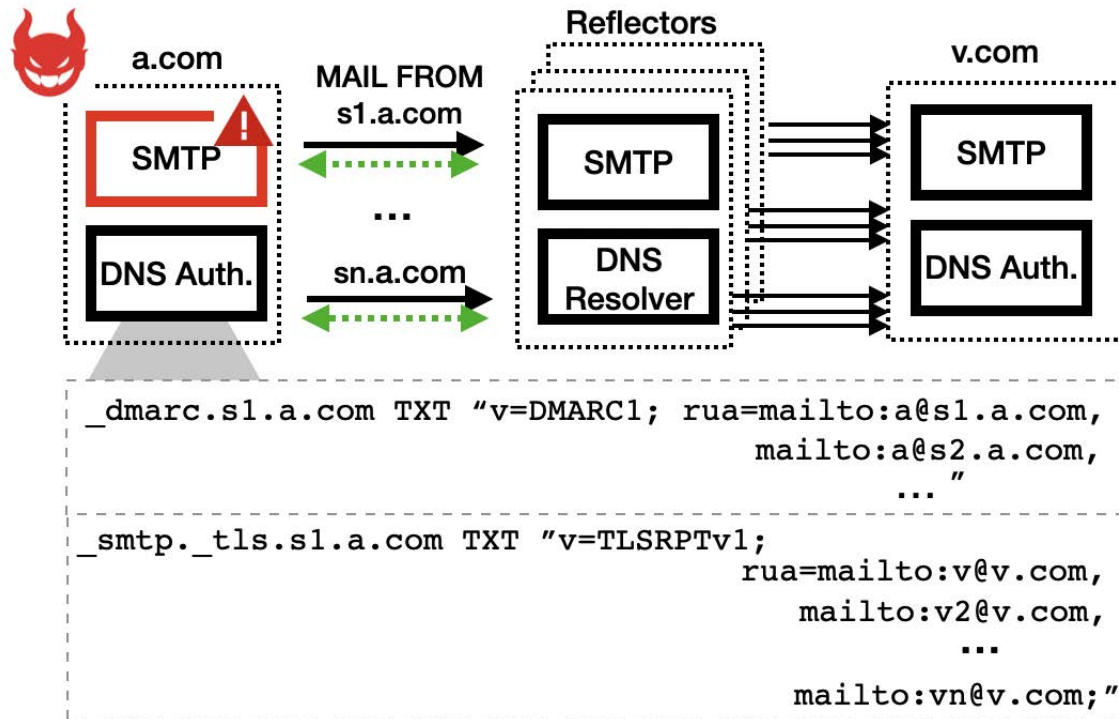 Reflectors
a.com
v.com
MAIL FROM
s1.a.com
!
SMTP
SMTP
SMTP
...
DNS Auth.
sn.a.com
DNS
Resolver
DNS Auth.
_dmarc.s1.a.com TXT “v=DMARC1; rua=mailto:a@s1.a.com,
mailto:a@s2.a.com,
... ”
_smtp._tls.s1.a.com TXT ”v=TLSRPTv1;
rua=mailto:v@v.com,
mailto:v2@v.com,
...
mailto:vn@v.com;”